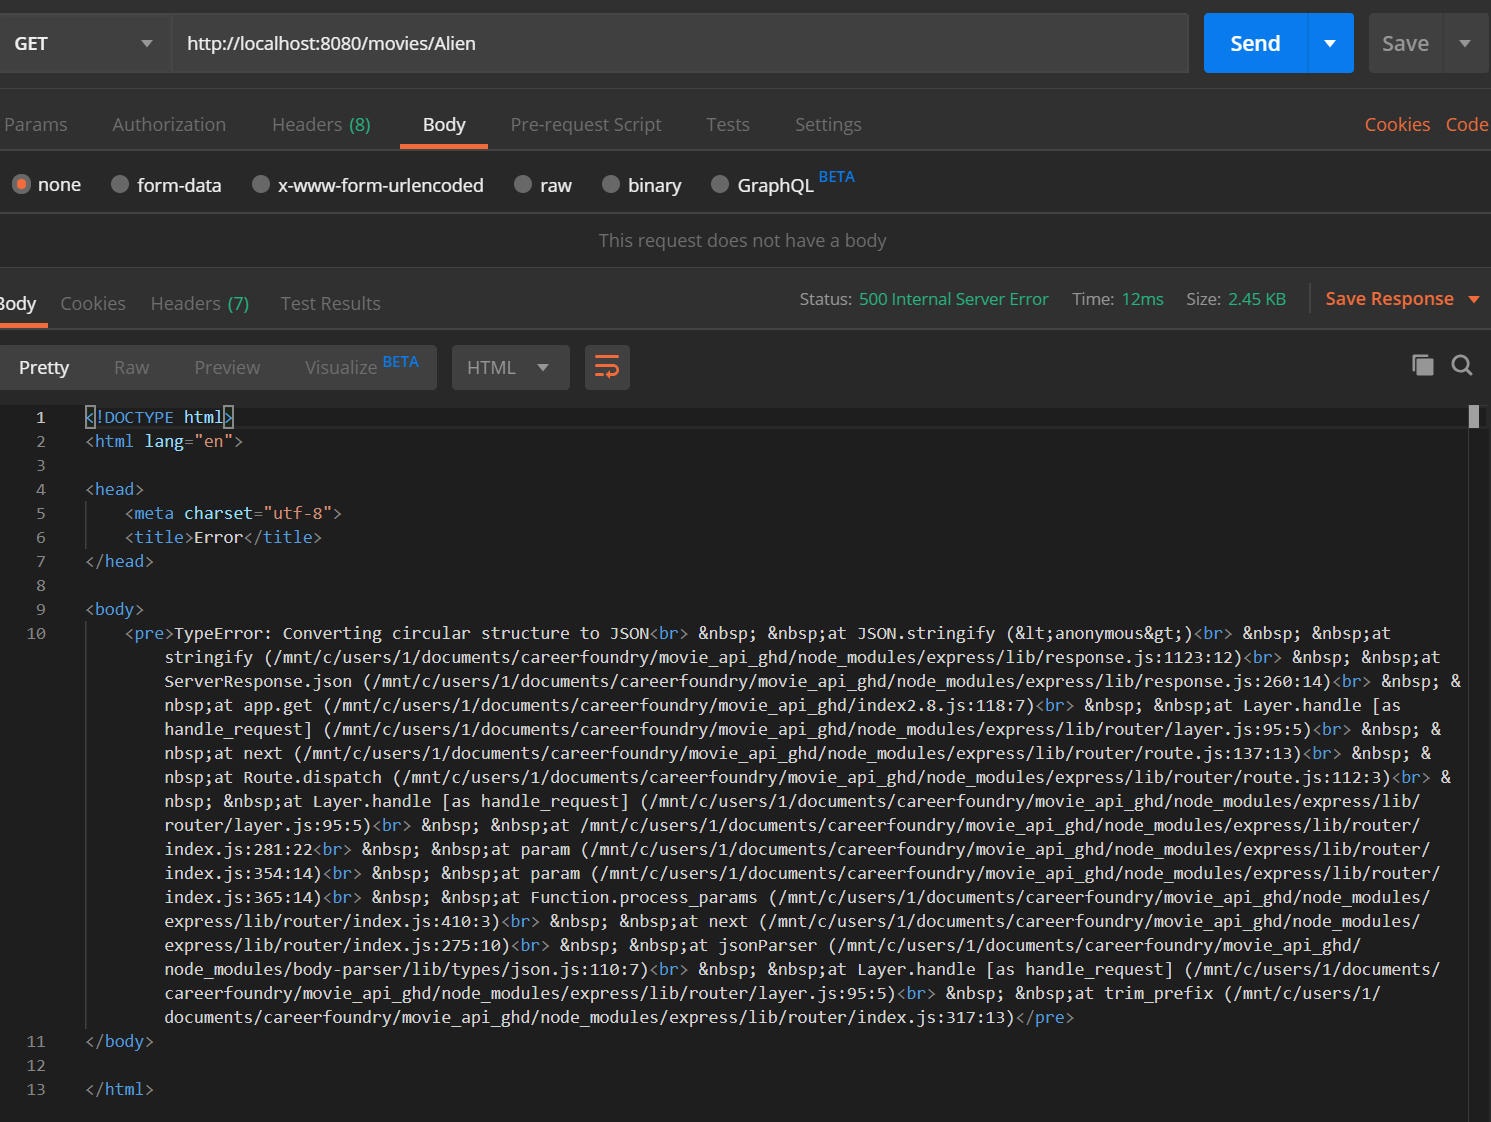 GET http://localhost:8080/movies/Alien Send Save
Params Authorization Headers (8) Body Pre-request Script Tests Settings Cookies Code
none form-data x-www-form-urlencoded raw binary GraphQL BETA
This request does not have a body
Body Cookies Headers (7) Test Results Status: 500 Internal Server Error Time: 12ms Size: 2.45 KB Save Response
Pretty Raw Preview Visualize BETA HTML
1 <!DOCTYPE html>
2 <html lang="en">
3
4 <head>
5 <meta charset="utf-8">
6 <title>Error</title>
7 </head>
8
9 <body>
10 <pre>TypeError: Converting circular structure to JSON<br> &nbsp; &nbsp;at JSON.stringify (&lt;anonymous&gt;)<br> &nbsp; &nbsp;at
stringify (/mnt/c/users/1/documents/careerfoundry/movie_api_ghd/node_modules/express/lib/response.js:1123:12)<br> &nbsp; &nbsp;at
ServerResponse.json (/mnt/c/users/1/documents/careerfoundry/movie_api_ghd/node_modules/express/lib/response.js:260:14)<br> &nbsp; &
nbsp;at app.get (/mnt/c/users/1/documents/careerfoundry/movie_api_ghd/index2.8.js:118:7)<br> &nbsp; &nbsp;at Layer.handle [as
handle_request] (/mnt/c/users/1/documents/careerfoundry/movie_api_ghd/node_modules/express/lib/router/layer.js:95:5)<br> &nbsp; &
nbsp;at next (/mnt/c/users/1/documents/careerfoundry/movie_api_ghd/node_modules/express/lib/router/route.js:137:13)<br> &nbsp; &
nbsp;at Route.dispatch (/mnt/c/users/1/documents/careerfoundry/movie_api_ghd/node_modules/express/lib/router/route.js:112:3)<br> &
nbsp; &nbsp;at Layer.handle [as handle_request] (/mnt/c/users/1/documents/careerfoundry/movie_api_ghd/node_modules/express/lib/
router/layer.js:95:5)<br> &nbsp; &nbsp;at /mnt/c/users/1/documents/careerfoundry/movie_api_ghd/node_modules/express/lib/router/
index.js:281:22<br> &nbsp; &nbsp;at param (/mnt/c/users/1/documents/careerfoundry/movie_api_ghd/node_modules/express/lib/router/
index.js:354:14)<br> &nbsp; &nbsp;at param (/mnt/c/users/1/documents/careerfoundry/movie_api_ghd/node_modules/express/lib/router/
index.js:365:14)<br> &nbsp; &nbsp;at Function.process_params (/mnt/c/users/1/documents/careerfoundry/movie_api_ghd/node_modules/
express/lib/router/index.js:410:3)<br> &nbsp; &nbsp;at next (/mnt/c/users/1/documents/careerfoundry/movie_api_ghd/node_modules/
express/lib/router/index.js:275:10)<br> &nbsp; &nbsp;at jsonParser (/mnt/c/users/1/documents/careerfoundry/movie_api_ghd/
node_modules/body-parser/lib/types/json.js:110:7)<br> &nbsp; &nbsp;at Layer.handle [as handle_request] (/mnt/c/users/1/documents/
careerfoundry/movie_api_ghd/node_modules/express/lib/router/layer.js:95:5)<br> &nbsp; &nbsp;at trim_prefix (/mnt/c/users/1/
documents/careerfoundry/movie_api_ghd/node_modules/express/lib/router/index.js:317:13)</pre>
11 </body>
12
13 </html>